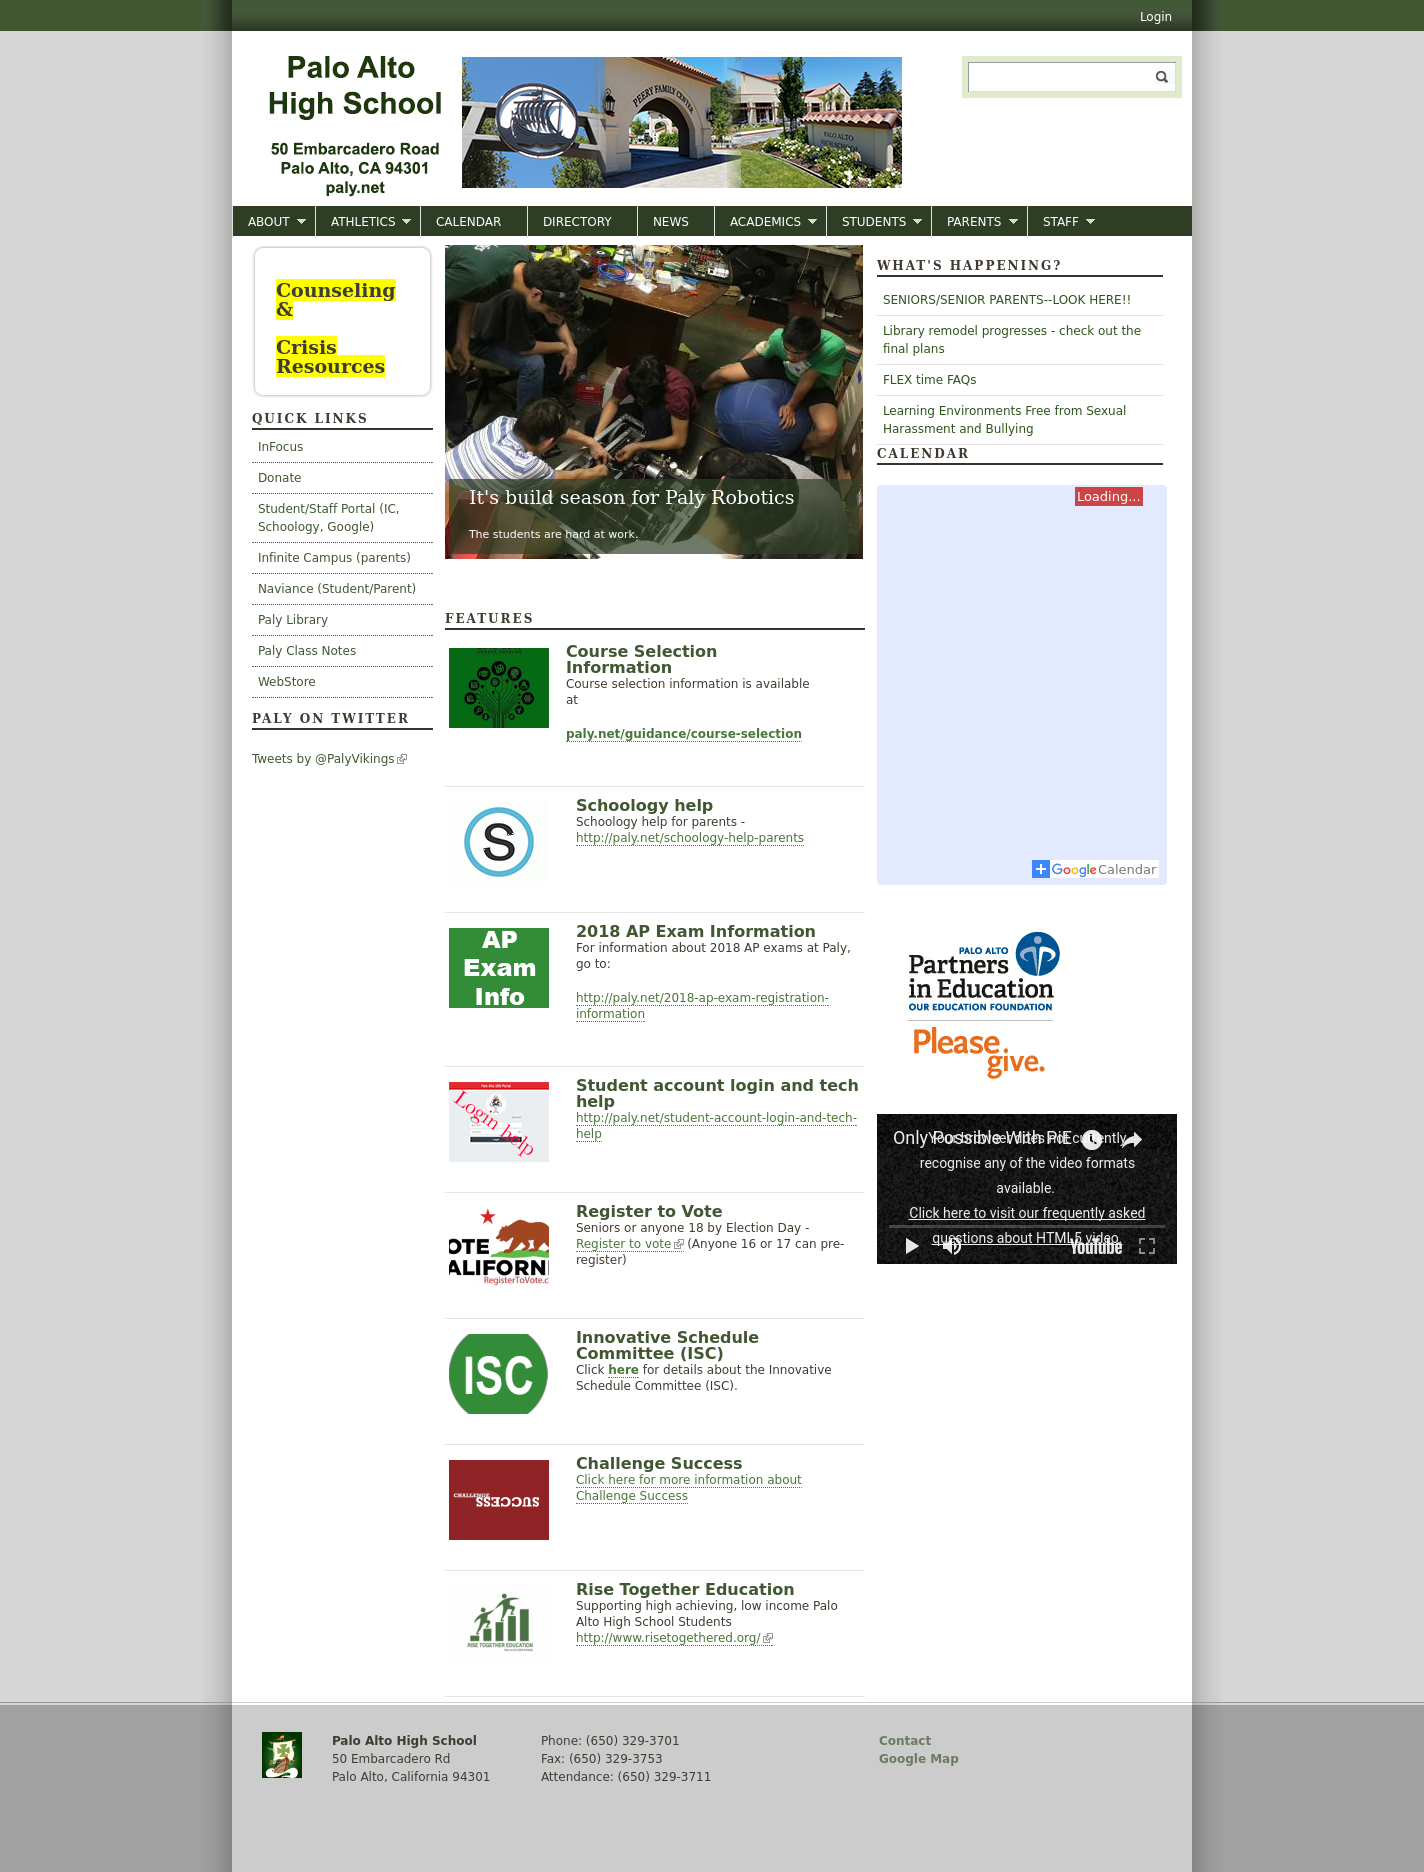 Login
Palo Alto
High School
50 Embarcadero Road
Palo Alto, CA 94301
paly.net
PEERY FAMILY CENTER
PALO ALTO
HIGH SCHOOL
ABOUT ATHLETICS CALENDAR DIRECTORY NEWS ACADEMICS STUDENTS PARENTS STAFF
Counseling
&
Crisis
Resources
QUICK LINKS
InFocus
Donate
Student/Staff Portal (IC,
Schoology, Google)
Infinite Campus (parents)
Naviance (Student/Parent)
Paly Library
Paly Class Notes
WebStore
PALY ON TWITTER
Tweets by @PalyVikings
It's build season for Paly Robotics
The students are hard at work.
FEATURES
Course Selection
Information
Course selection information is available
at
paly.net/guidance/course-selection
S
Schoology help
Schoology help for parents -
http://paly.net/schoology-help-parents
AP
Exam
Info
2018 AP Exam Information
For information about 2018 AP exams at Paly,
go to:
http://paly.net/2018-ap-exam-registration-
information
Login help
Student account login and tech
help
http://paly.net/student-account-login-and-tech-
help
OTE
ALIFORNI
RegisterToVote.c
Register to Vote
Seniors or anyone 18 by Election Day -
Register to vote (Anyone 16 or 17 can pre-
register)
ISC
Innovative Schedule
Committee (ISC)
Click here for details about the Innovative
Schedule Committee (ISC).
CHALLENGE
SUCCESS
Challenge Success
Click here for more information about
Challenge Success
RISE TOGETHER EDUCATION
Rise Together Education
Supporting high achieving, low income Palo
Alto High School Students
http://www.risetogethered.org/
WHAT'S HAPPENING?
SENIORS/SENIOR PARENTS--LOOK HERE!!
Library remodel progresses - check out the
final plans
FLEX time FAQs
Learning Environments Free from Sexual
Harassment and Bullying
CALENDAR
Loading...
Google Calendar
PALO ALTO
Partners
in Education
OUR EDUCATION FOUNDATION
Please
give.
Only Possible With PiE
Your browser does not currently
recognise any of the video formats
available.
Click here to visit our frequently asked
questions about HTML5 video.
YouTube
Palo Alto High School
50 Embarcadero Rd
Palo Alto, California 94301
Phone: (650) 329-3701
Fax: (650) 329-3753
Attendance: (650) 329-3711
Contact
Google Map